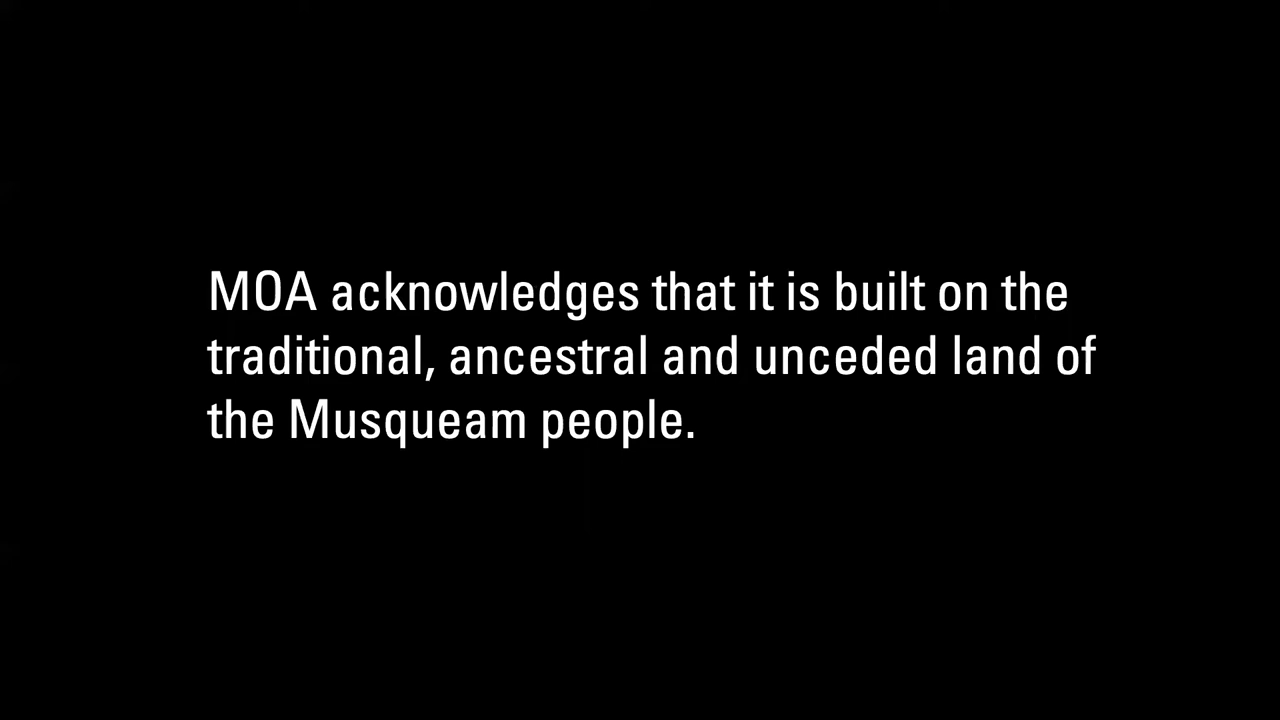 MOA acknowledges that it is built on the
traditional, ancestral and unceded land of
the Musqueam people.